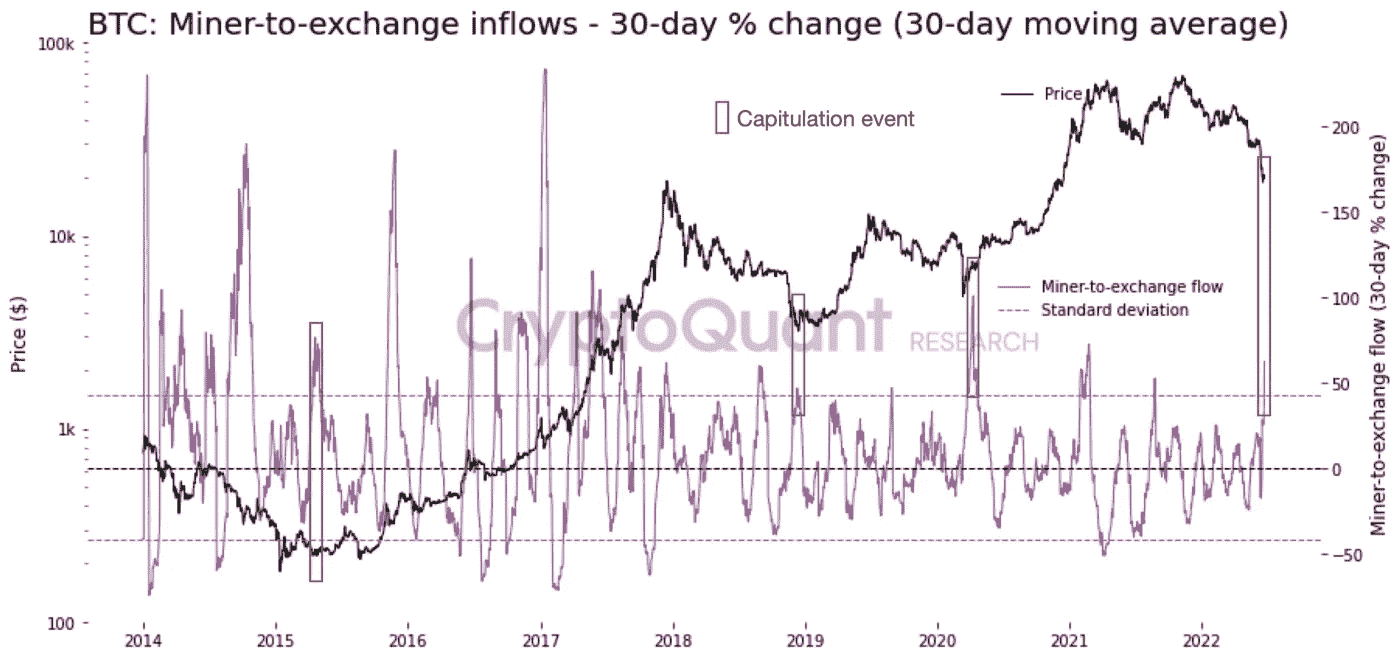 BTC: Miner-to-exchange inflows - 30-day % change (30-day moving average)
100k
10k
1k
100
Price ($)
Capitulation event
Price
200
150
100
50
0
−50
Miner-to-exchange flow (30-day % change)
Miner-to-exchange flow
Standard deviation
CryptoQuant RESEARCH
2014 2015 2016 2017 2018 2019 2020 2021 2022